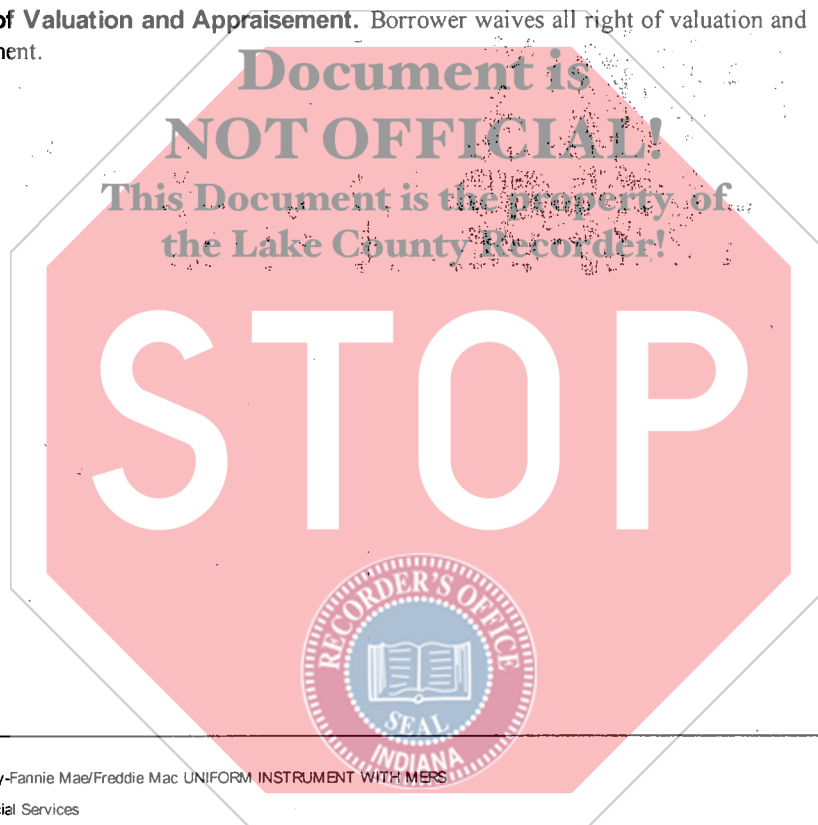 of Valuation and Appraisement. Borrower waives all right of valuation and
Document is
NOT OFFICIAL!
This Document is the property of
the Lake County Recorder!
STOP
RECORDER'S OFFICE
SEAL
INDIANA
-Fannie Mae/Freddie Mac UNIFORM INSTRUMENT WITH MERS
Services